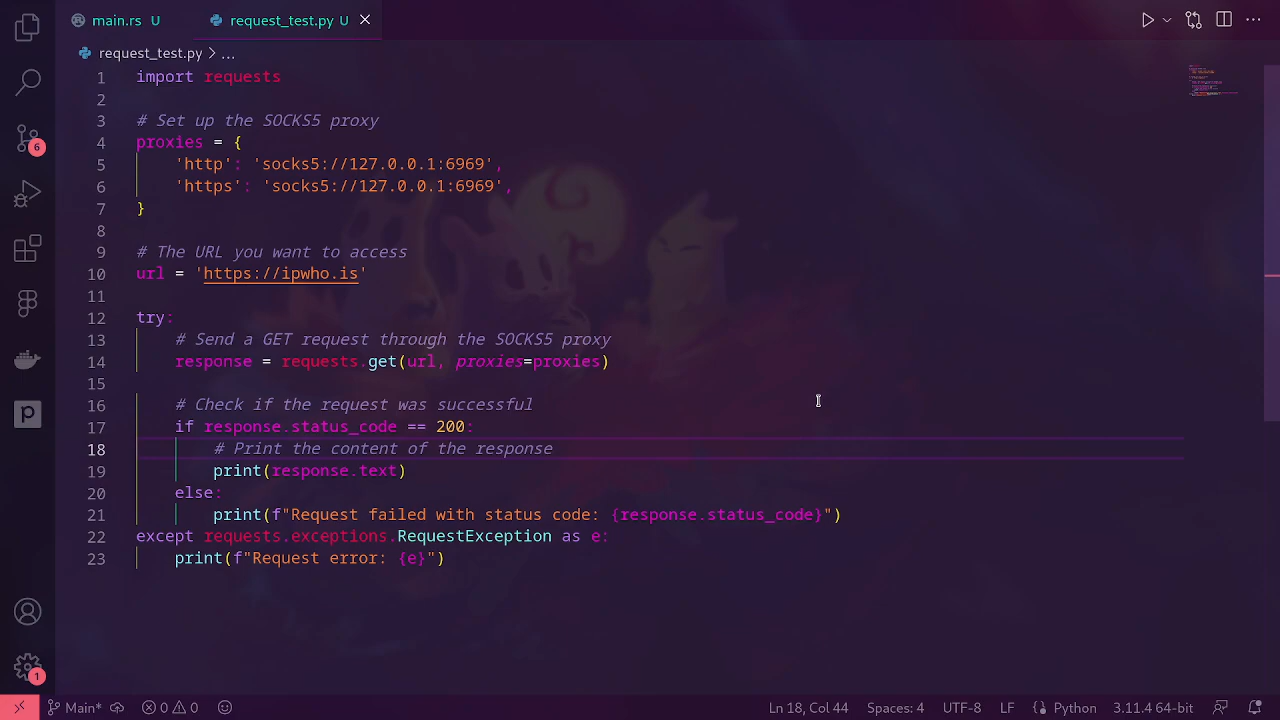 main.rs U request_test.py U
request_test.py > ...
1 import requests
2
3 # Set up the SOCKS5 proxy
4 proxies = {
5 'http': 'socks5://127.0.0.1:6969',
6 'https': 'socks5://127.0.0.1:6969',
7 }
8
9 # The URL you want to access
10 url = 'https://ipwho.is'
11
12 try:
13 # Send a GET request through the SOCKS5 proxy
14 response = requests.get(url, proxies=proxies)
15
16 # Check if the request was successful
17 if response.status_code == 200:
18 # Print the content of the response
19 print(response.text)
20 else:
21 print(f"Request failed with status code: {response.status_code}")
22 except requests.exceptions.RequestException as e:
23 print(f"Request error: {e}")
6
1
Main* 0 0 Ln 18, Col 44 Spaces: 4 UTF-8 LF Python 3.11.4 64-bit